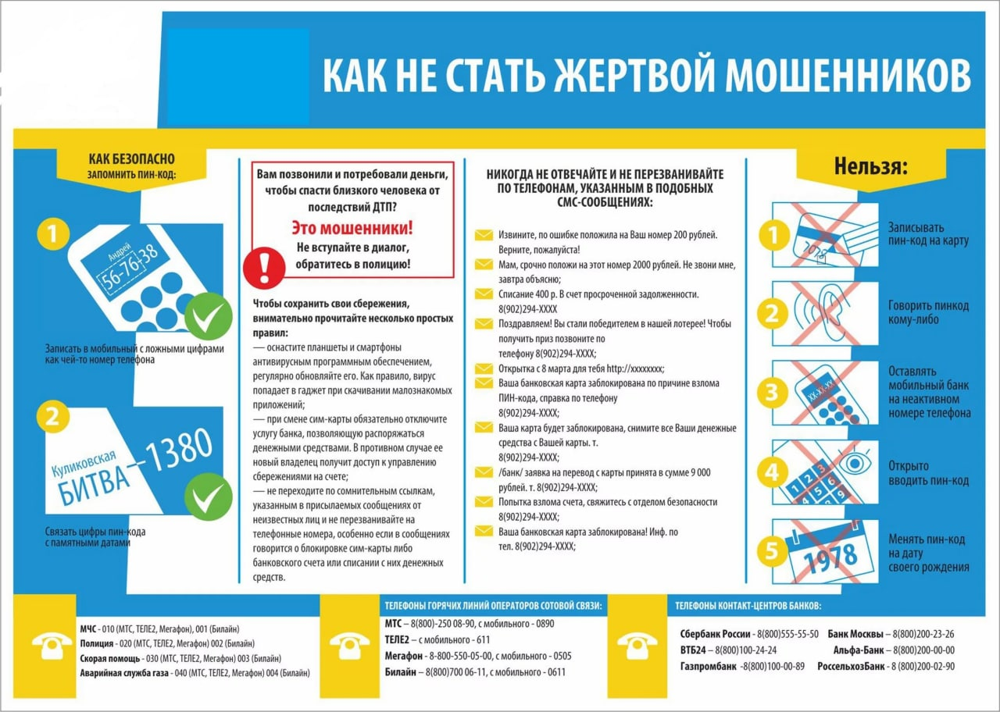 КАК НЕ СТАТЬ ЖЕРТВОЙ МОШЕННИКОВ
КАК БЕЗОПАСНО
ЗАПОМНИТЬ ПИН-КОД:
1
Андрей
56-76-38
Записать в мобильный с ложными цифрами
как чей-то номер телефона
2
Куликовская
БИТВА–1380
Связать цифры пин-кода
с памятными датами
Вам позвонили и потребовали деньги,
чтобы спасти близкого человека от
последствий ДТП?
Это мошенники!
Не вступайте в диалог,
обратитесь в полицию!
!
Чтобы сохранить свои сбережения,
внимательно прочитайте несколько простых
правил:
— оснастите планшеты и смартфоны
антивирусным программным обеспечением,
регулярно обновляйте его. Как правило, вирус
попадает в гаджет при скачивании малознакомых
приложений;
— при смене сим-карты обязательно отключите
услугу банка, позволяющую распоряжаться
денежными средствами. В противном случае ее
новый владелец получит доступ к управлению
сбережениями на счете;
— не переходите по сомнительным ссылкам,
указанным в присылаемых сообщениях от
неизвестных лиц и не перезванивайте на
телефонные номера, особенно если в сообщениях
говорится о блокировке сим-карты либо
банковского счета или списании с них денежных
средств.
НИКОГДА НЕ ОТВЕЧАЙТЕ И НЕ ПЕРЕЗВАНИВАЙТЕ
ПО ТЕЛЕФОНАМ, УКАЗАННЫМ В ПОДОБНЫХ
СМС-СООБЩЕНИЯХ:
Извините, по ошибке положила на Ваш номер 200 рублей.
Верните, пожалуйста!
Мам, срочно положи на этот номер 2000 рублей. Не звони мне,
завтра объясню;
Списание 400 р. В счет просроченной задолженности.
8(902)294-XXXX
Поздравляем! Вы стали победителем в нашей лотерее! Чтобы
получить приз позвоните по
телефону 8(902)294-XXXX;
Открытка с 8 марта для тебя http://xxxxxxxx;
Ваша банковская карта заблокирована по причине взлома
ПИН-кода, справка по телефону
8(902)294-XXXX;
Ваша карта будет заблокирована, снимите все Ваши денежные
средства с Вашей карты. т.
8(902)294-XXXX;
/банк/ заявка на перевод с карты принята в сумме 9 000
рублей. т. 8(902)294-XXXX;
Попытка взлома счета, свяжитесь с отделом безопасности
8(902)294-XXXX;
Ваша банковская карта заблокирована! Инф. по
тел. 8(902)294-XXXX;
Нельзя:
1
7078
Записывать
пин-код на карту
2
Говорить пинкод
кому-либо
3
XX-XX-XX
Оставлять
мобильный банк
на неактивном
номере телефона
4
1 2 3
4 5 6
9
Открыто
вводить пин-код
5
1978
Менять пин-код
на дату
своего рождения
МЧС - 010 (МТС, ТЕЛЕ2, Мегафон), 001 (Билайн)
Полиция - 020 (МТС, ТЕЛЕ2, Мегафон) 002 (Билайн)
Скорая помощь - 030 (МТС, ТЕЛЕ2, Мегафон) 003 (Билайн)
Аварийная служба газа - 040 (МТС, ТЕЛЕ2, Мегафон) 004 (Билайн)
ТЕЛЕФОНЫ ГОРЯЧИХ ЛИНИЙ ОПЕРАТОРОВ СОТОВОЙ СВЯЗИ:
МТС – 8(800)-250 08-90, с мобильного - 0890
ТЕЛЕ2 – с мобильного - 611
Мегафон - 8-800-550-05-00, с мобильного - 0505
Билайн – 8(800)700 06-11, с мобильного - 0611
ТЕЛЕФОНЫ КОНТАКТ-ЦЕНТРОВ БАНКОВ:
Сбербанк России - 8(800)555-55-50 Банк Москвы – 8(800)200-23-26
ВТБ24 – 8(800)100-24-24 Альфа-Банк – 8(800)200-00-00
Газпромбанк -8(800)100-00-89 РоссельхозБанк - 8 (800)200-02-90